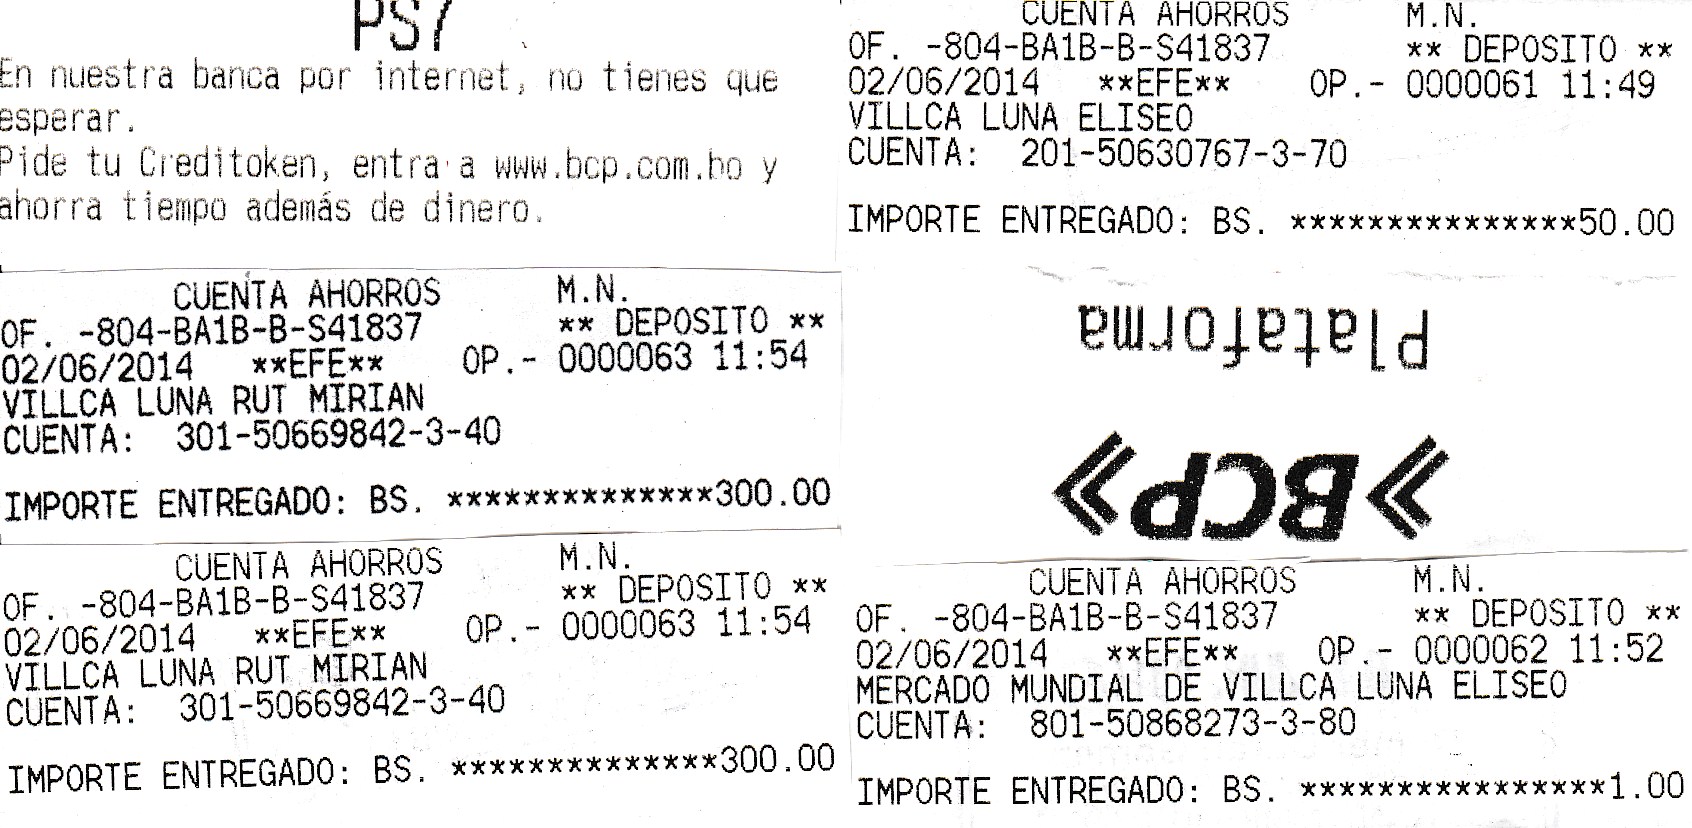 PS7
En nuestra banca por internet, no tienes que
esperar.
Pide tu Creditoken, entra a www.bcp.com.bo y
ahorra tiempo además de dinero.
CUENTA AHORROS M.N.
OF. -804-BA1B-B-S41837 ** DEPOSITO **
02/06/2014 **EFE** OP.- 0000063 11:54
VILLCA LUNA RUT MIRIAN
CUENTA: 301-50669842-3-40
IMPORTE ENTREGADO: BS. **************300.00
CUENTA AHORROS M.N.
OF. -804-BA1B-B-S41837 ** DEPOSITO **
02/06/2014 **EFE** OP.- 0000063 11:54
VILLCA LUNA RUT MIRIAN
CUENTA: 301-50669842-3-40
IMPORTE ENTREGADO: BS. **************300.00
CUENTA AHORROS M.N.
OF. -804-BA1B-B-S41837 ** DEPOSITO **
02/06/2014 **EFE** OP.- 0000061 11:49
VILLCA LUNA ELISEO
CUENTA: 201-50630767-3-70
IMPORTE ENTREGADO: BS. ***************50.00
Plataforma
BCP
CUENTA AHORROS M.N.
OF. -804-BA1B-B-S41837 ** DEPOSITO **
02/06/2014 **EFE** OP.- 0000062 11:52
MERCADO MUNDIAL DE VILLCA LUNA ELISEO
CUENTA: 801-50868273-3-80
IMPORTE ENTREGADO: BS. ****************1.00